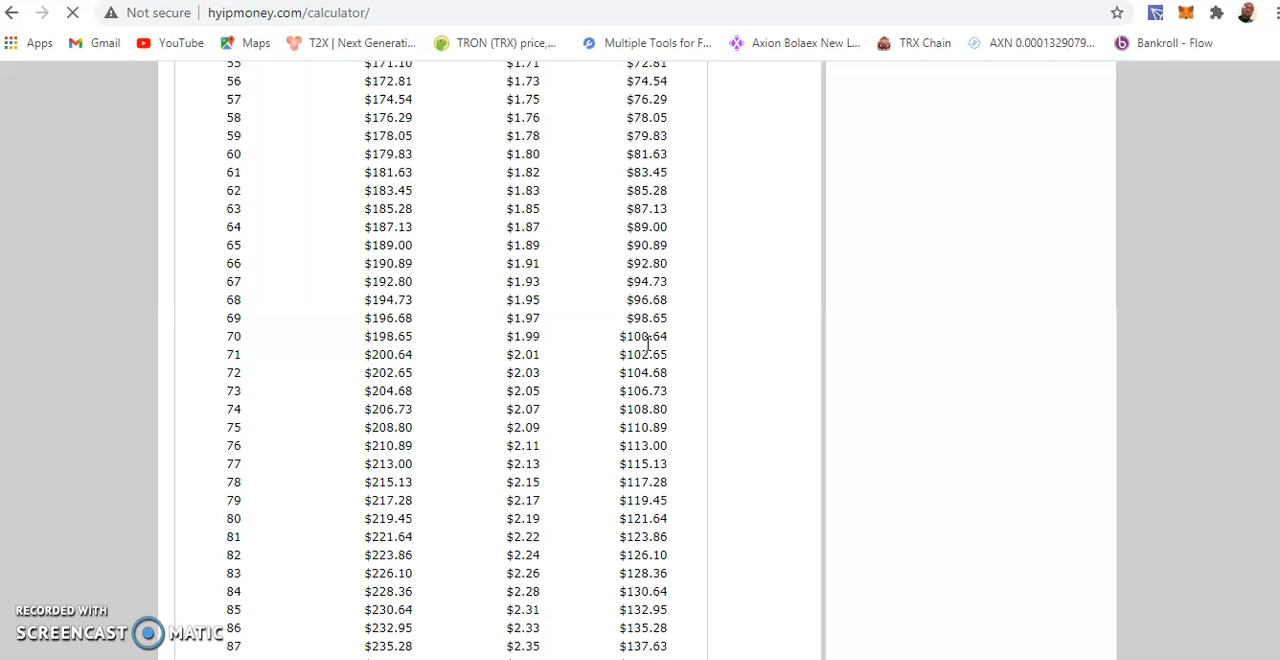 Not secure hyipmoney.com/calculator/
Apps Gmail YouTube Maps T2X | Next Generati... TRON (TRX) price,... Multiple Tools for F... Axion Bolaex New L... TRX Chain AXN 0.0001329079... Bankroll - Flow
55 $171.10 $1.71 $72.81
56 $172.81 $1.73 $74.54
57 $174.54 $1.75 $76.29
58 $176.29 $1.76 $78.05
59 $178.05 $1.78 $79.83
60 $179.83 $1.80 $81.63
61 $181.63 $1.82 $83.45
62 $183.45 $1.83 $85.28
63 $185.28 $1.85 $87.13
64 $187.13 $1.87 $89.00
65 $189.00 $1.89 $90.89
66 $190.89 $1.91 $92.80
67 $192.80 $1.93 $94.73
68 $194.73 $1.95 $96.68
69 $196.68 $1.97 $98.65
70 $198.65 $1.99 $100.64
71 $200.64 $2.01 $102.65
72 $202.65 $2.03 $104.68
73 $204.68 $2.05 $106.73
74 $206.73 $2.07 $108.80
75 $208.80 $2.09 $110.89
76 $210.89 $2.11 $113.00
77 $213.00 $2.13 $115.13
78 $215.13 $2.15 $117.28
79 $217.28 $2.17 $119.45
80 $219.45 $2.19 $121.64
81 $221.64 $2.22 $123.86
82 $223.86 $2.24 $126.10
83 $226.10 $2.26 $128.36
84 $228.36 $2.28 $130.64
85 $230.64 $2.31 $132.95
86 $232.95 $2.33 $135.28
87 $235.28 $2.35 $137.63
RECORDED WITH
SCREENCAST MATIC